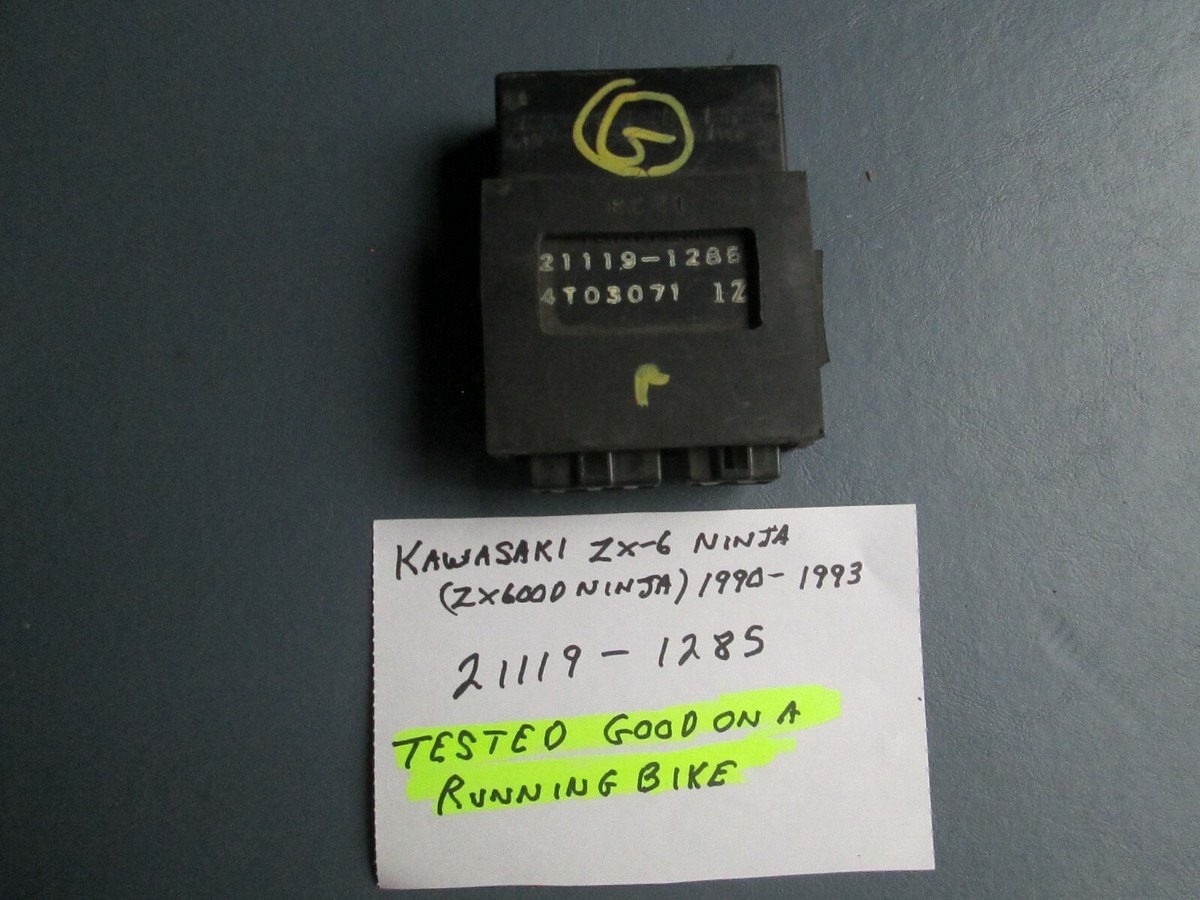 G
21119-1285
4T03071 1Z
r
KAWASAKI ZX-6 NINJA
(ZX600D NINJA) 1990-1993
21119-1285
TESTED GOOD ON A
RUNNING BIKE